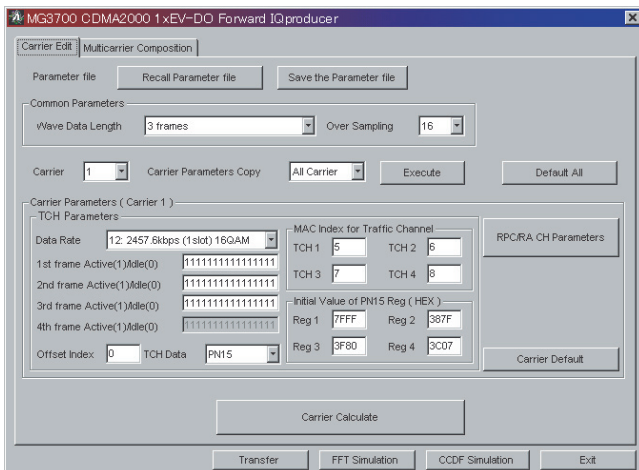 MG3700 CDMA2000 1xEV-DO Forward IQproducer
Carrier Edit Multicarrier Composition
Parameter file Recall Parameter file Save the Parameter file
Common Parameters
Wave Data Length 3 frames Over Sampling 16
Carrier 1 Carrier Parameters Copy All Carrier Execute Default All
Carrier Parameters ( Carrier 1 )
TCH Parameters
Data Rate 12: 2457.6kbps (1slot) 16QAM
1st frame Active(1)/Idle(0) 1111111111111111
2nd frame Active(1)/Idle(0) 1111111111111111
3rd frame Active(1)/Idle(0) 1111111111111111
4th frame Active(1)/Idle(0) 1111111111111111
Offset Index 0 TCH Data PN15
MAC Index for Traffic Channel
TCH 1 5 TCH 2 6
TCH 3 7 TCH 4 8
Initial Value of PN15 Reg ( HEX )
Reg 1 7FFF Reg 2 387F
Reg 3 3F80 Reg 4 3C07
RPC/RA CH Parameters
Carrier Default
Carrier Calculate
Transfer FFT Simulation CCDF Simulation Exit